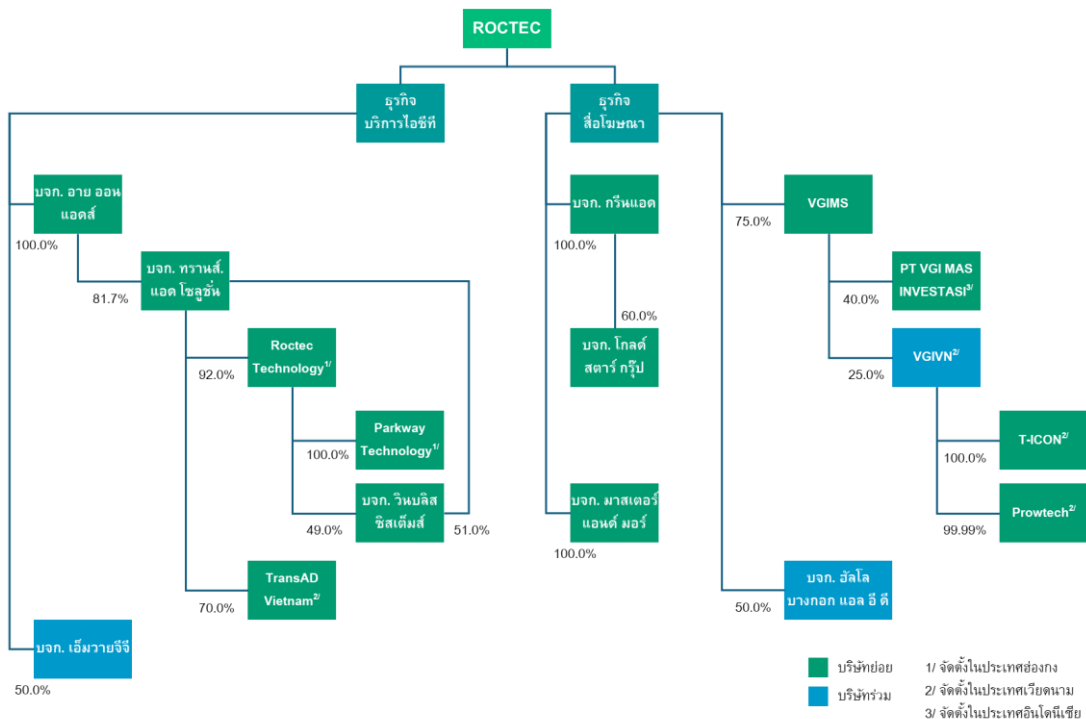 ROCTEC
ธุรกิจ
บริการไอซีที
ธุรกิจ
สื่อโฆษณา
บจก. อาย ออน
แอดส์
100.0%
บจก. กรีนแอด
100.0%
VGIMS
75.0%
บจก. ทรานส์.
แอด โซลูชั่น
81.7%
PT VGI MAS
INVESTASI3/
40.0%
60.0%
Roctec
Technology1/
92.0%
บจก. โกลด์
สตาร์ กรุ๊ป
VGIVN2/
25.0%
Parkway
Technology1/
100.0%
T-ICON2/
100.0%
บจก. วินบลิส
ซิสเต็มส์
49.0%
51.0%
บจก. มาสเตอร์
แอนด์ มอร์
100.0%
Prowtech2/
99.99%
TransAD
Vietnam2/
70.0%
บจก. ฮัลโล
บางกอก แอล อี ดี
50.0%
บจก. เอ็มวายจีจี
50.0%
บริษัทย่อย
บริษัทร่วม
1/ จัดตั้งในประเทศฮ่องกง
2/ จัดตั้งในประเทศเวียดนาม
3/ จัดตั้งในประเทศอินโดนีเซีย